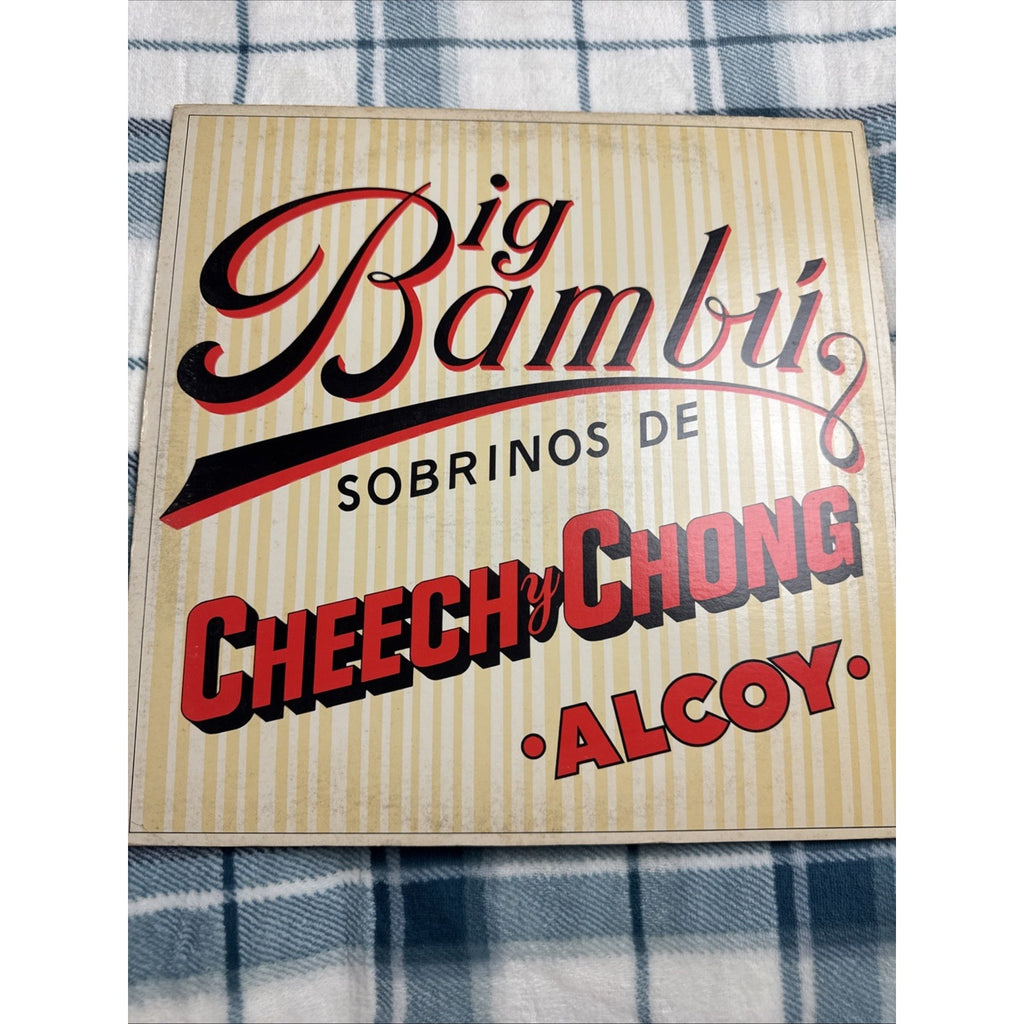 Big
Bambú
SOBRINOS DE
CHEECH y CHONG
•ALCOY•